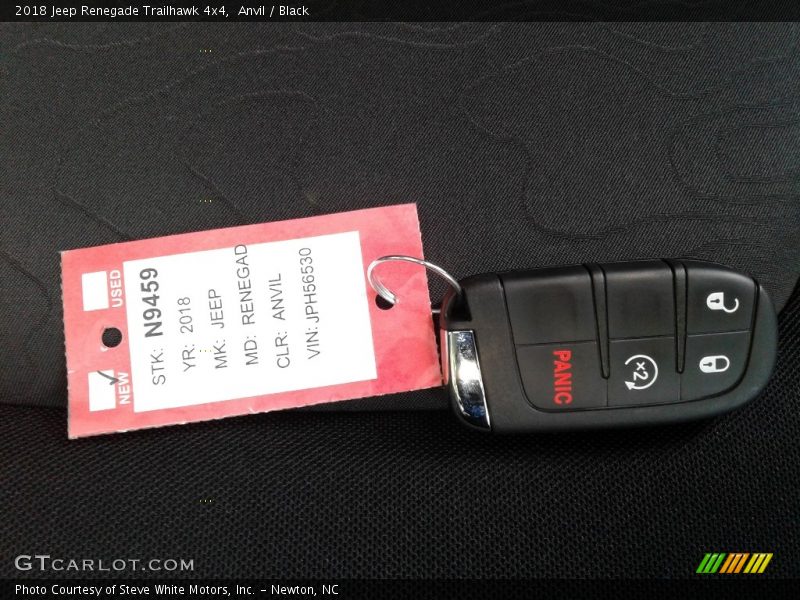 2018 Jeep Renegade Trailhawk 4x4,  Anvil / Black
USED
NEW
STK: N9459
YR: 2018
MK: JEEP
MD: RENEGAD
CLR: ANVIL
VIN: JPH56530
PANIC
x2
GTCARLOT.COM
Photo Courtesy of Steve White Motors, Inc. – Newton, NC